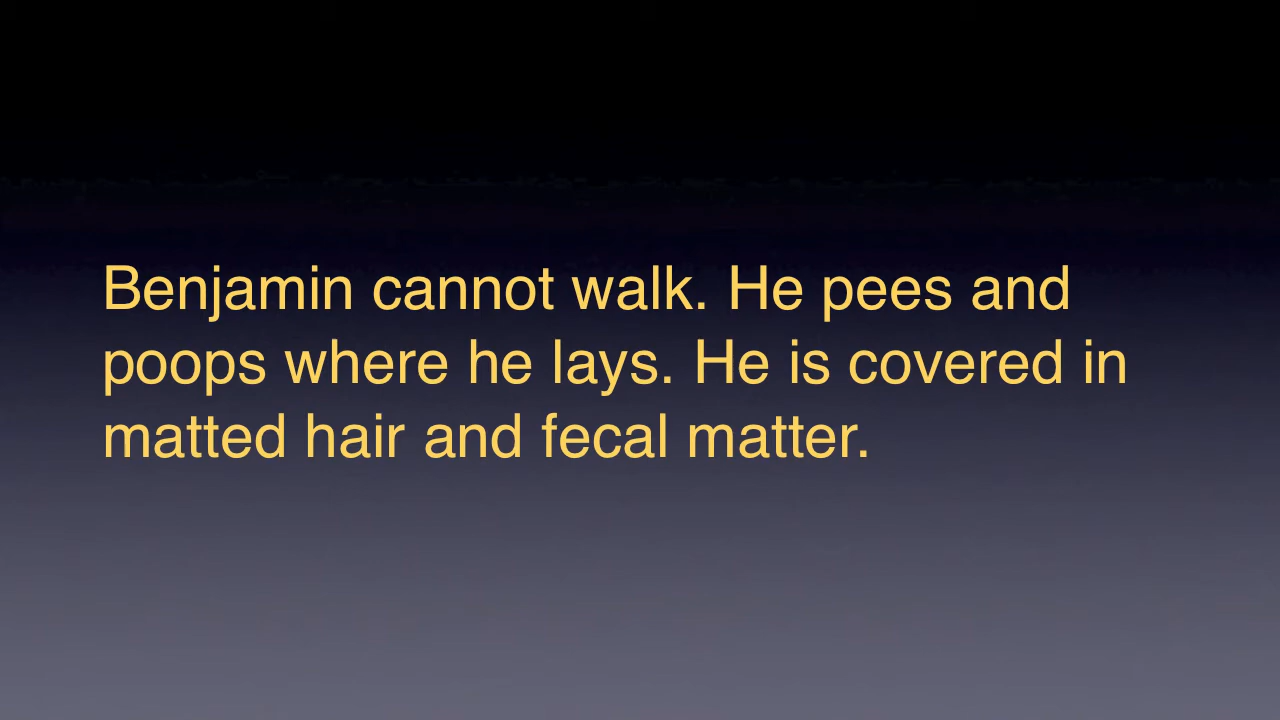 Benjamin cannot walk. He pees and
poops where he lays. He is covered in
matted hair and fecal matter.